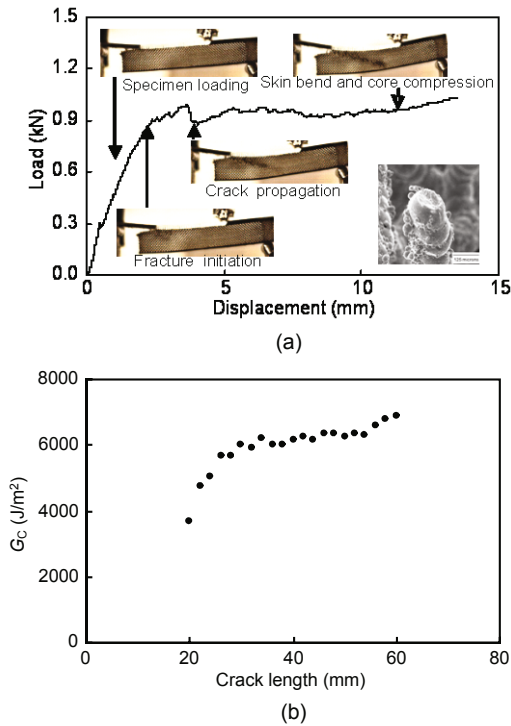 (a)
1.5
1.2
0.9
0.6
0.3
0.0
Load (kN)
Specimen loading
Skin bend and core compression
Crack propagation
Fracture initiation
0
5
10
15
Displacement (mm)
(a)
8000
6000
4000
2000
0
G_C (J/m²)
0
20
40
60
80
Crack length (mm)
(b)